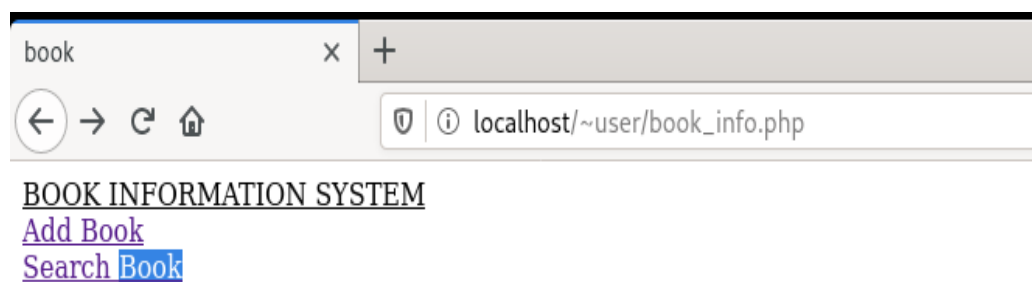 book
localhost/~user/book_info.php
BOOK INFORMATION SYSTEM
Add Book
Search Book